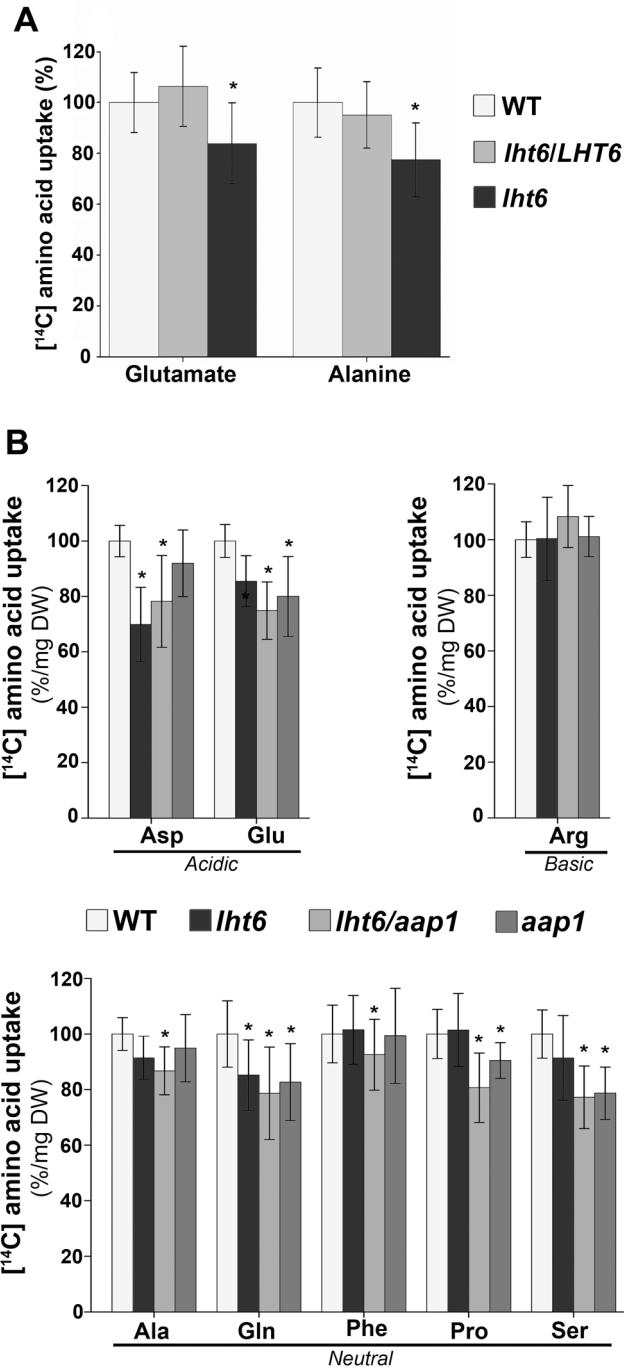 A
[¹⁴C] amino acid uptake (%)
120
100
80
60
40
120
0
* *
Glutamate Alanine
WT
lht6/LHT6
lht6
B
[¹⁴C] amino acid uptake
(%/mg DW)
120
100
80
60
40
20
0
* * * * *
Asp Glu
Acidic
[¹⁴C] amino acid uptake
(%/mg DW)
120
100
80
60
40
20
0
Arg
Basic
WT lht6 lht6/aap1 aap1
[¹⁴C] amino acid uptake
(%/mg DW)
120
100
80
60
40
20
0
* * * * * * * * *
Ala Gln Phe Pro Ser
Neutral